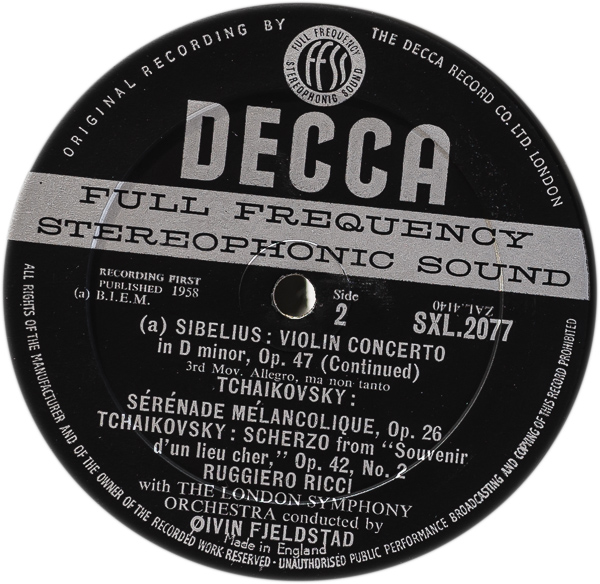 ORIGINAL RECORDING BY
THE DECCA RECORD CO. LTD. LONDON
FULL FREQUENCY
ffss
STEREOPHONIC SOUND
DECCA
FULL FREQUENCY
STEREOPHONIC SOUND
RECORDING FIRST
PUBLISHED 1958
(a) B.I.E.M.
Side
2
ZAL.4140
SXL.2077
(a) SIBELIUS: VIOLIN CONCERTO
in D minor, Op. 47 (Continued)
3rd Mov. Allegro, ma non tanto
TCHAIKOVSKY:
SÉRÉNADE MÉLANCOLIQUE, Op. 26
TCHAIKOVSKY: SCHERZO from "Souvenir
d'un lieu cher," Op. 42, No. 2
RUGGIERO RICCI
with THE LONDON SYMPHONY
ORCHESTRA conducted by
ØIVIN FJELDSTAD
Made in England
ALL RIGHTS OF THE MANUFACTURER AND OF THE OWNER OF THE RECORDED WORK RESERVED - UNAUTHORISED PUBLIC PERFORMANCE BROADCASTING AND COPYING OF THIS RECORD PROHIBITED